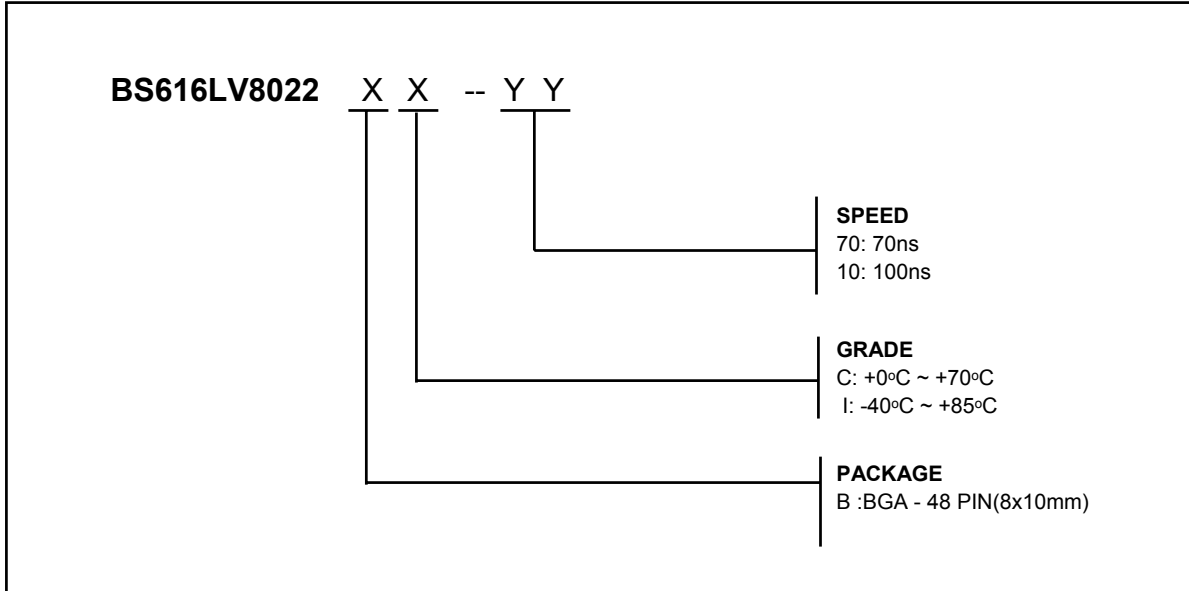 BS616LV8022 X X -- Y Y
SPEED
70: 70ns
10: 100ns
GRADE
C: +0oC ~ +70oC
I: -40oC ~ +85oC
PACKAGE
B :BGA - 48 PIN(8x10mm)